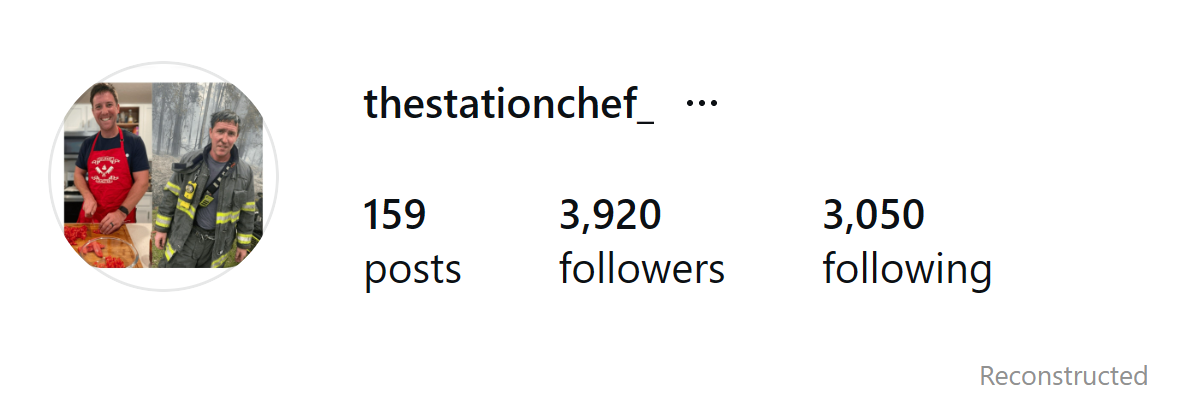 thestationchef_ ···
159 3,920 3,050
posts followers following
Reconstructed